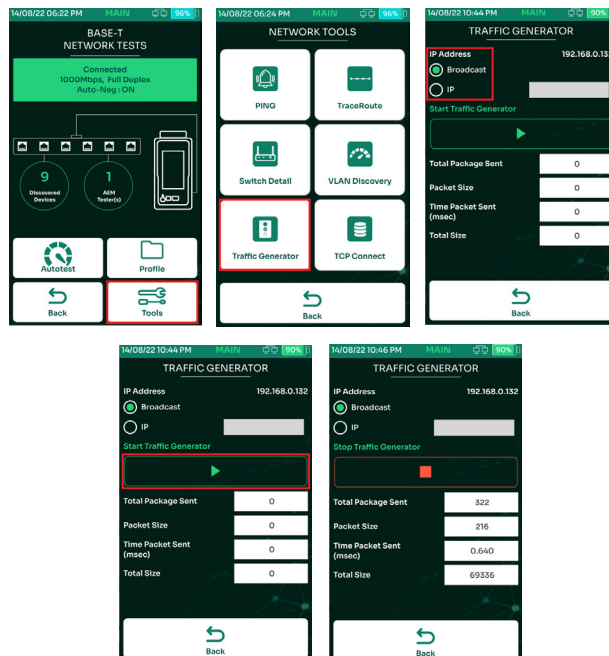 14/08/22 06:22 PM MAIN 96%
BASE-T
NETWORK TESTS
Connected
1000Mbps, Full Duplex
Auto-Neg : ON
9
Discovered
Devices
1
AEM
Tester(s)
Autotest
Profile
Back
Tools
14/08/22 06:24 PM MAIN 96%
NETWORK TOOLS
PING
TraceRoute
Switch Detail
VLAN Discovery
Traffic Generator
TCP Connect
Back
14/08/22 10:44 PM MAIN 90%
TRAFFIC GENERATOR
IP Address 192.168.0.13
Broadcast
IP
Start Traffic Generator
Total Package Sent 0
Packet Size 0
Time Packet Sent
(msec) 0
Total Size 0
Back
14/08/22 10:44 PM MAIN 90%
TRAFFIC GENERATOR
IP Address 192.168.0.132
Broadcast
IP
Start Traffic Generator
Total Package Sent 0
Packet Size 0
Time Packet Sent
(msec) 0
Total Size 0
Back
14/08/22 10:46 PM MAIN 90%
TRAFFIC GENERATOR
IP Address 192.168.0.132
Broadcast
IP
Stop Traffic Generator
Total Package Sent 322
Packet Size 216
Time Packet Sent
(msec) 0.640
Total Size 69336
Back